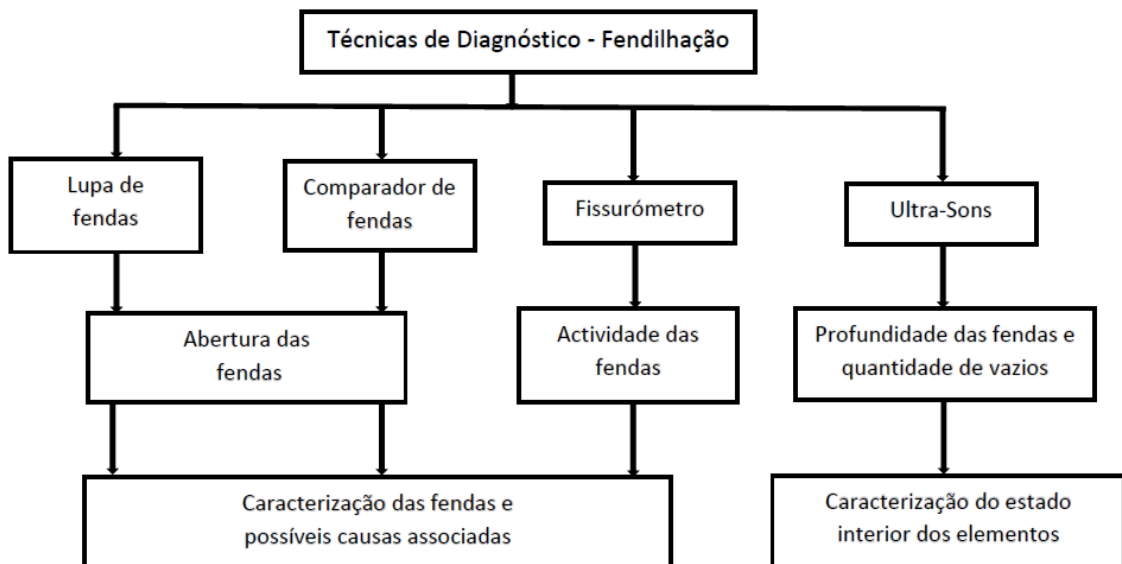 Técnicas de Diagnóstico - Fendilhação
Lupa de
fendas
Comparador de
fendas
Fissurómetro
Ultra-Sons
Abertura das
fendas
Actividade das
fendas
Profundidade das fendas e
quantidade de vazios
Caracterização das fendas e
possíveis causas associadas
Caracterização do estado
interior dos elementos